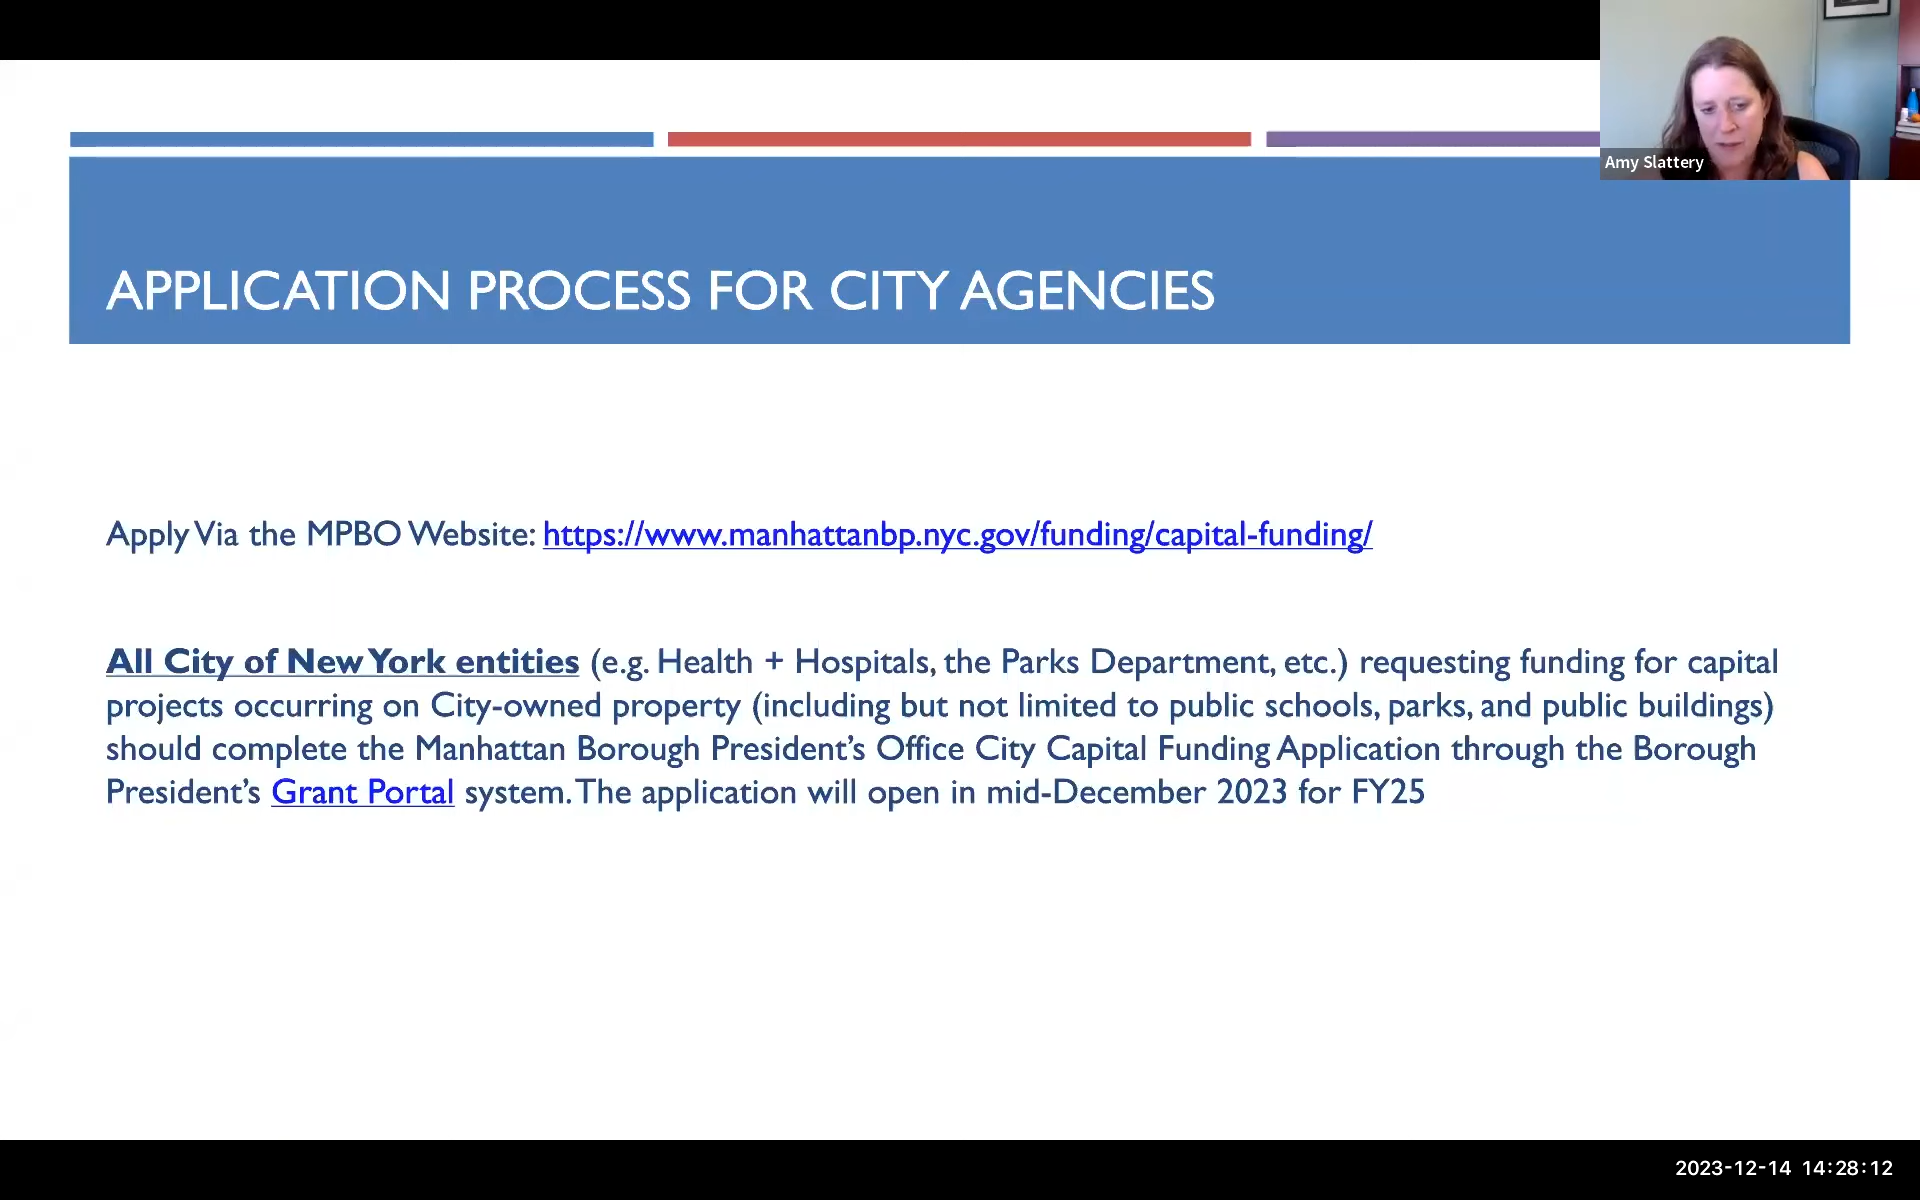 Amy Slattery
APPLICATION PROCESS FOR CITY AGENCIES
Apply Via the MPBO Website: https://www.manhattanbp.nyc.gov/funding/capital-funding/
All City of New York entities (e.g. Health + Hospitals, the Parks Department, etc.) requesting funding for capital
projects occurring on City-owned property (including but not limited to public schools, parks, and public buildings)
should complete the Manhattan Borough President’s Office City Capital Funding Application through the Borough
President’s Grant Portal system. The application will open in mid-December 2023 for FY25
2023-12-14 14:28:12